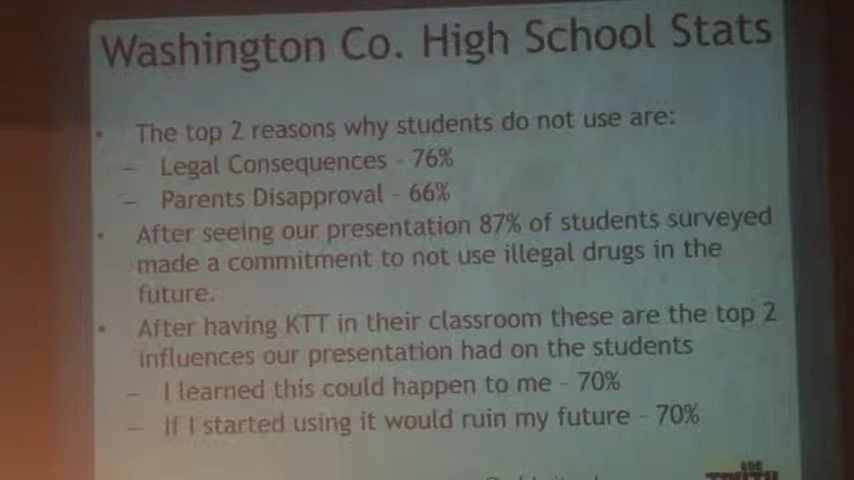 Washington Co. High School Stats
• The top 2 reasons why students do not use are:
– Legal Consequences - 76%
– Parents Disapproval - 66%
• After seeing our presentation 87% of students surveyed
made a commitment to not use illegal drugs in the
future.
• After having KTT in their classroom these are the top 2
influences our presentation had on the students
– I learned this could happen to me - 70%
– If I started using it would ruin my future - 70%
the
TRUTH